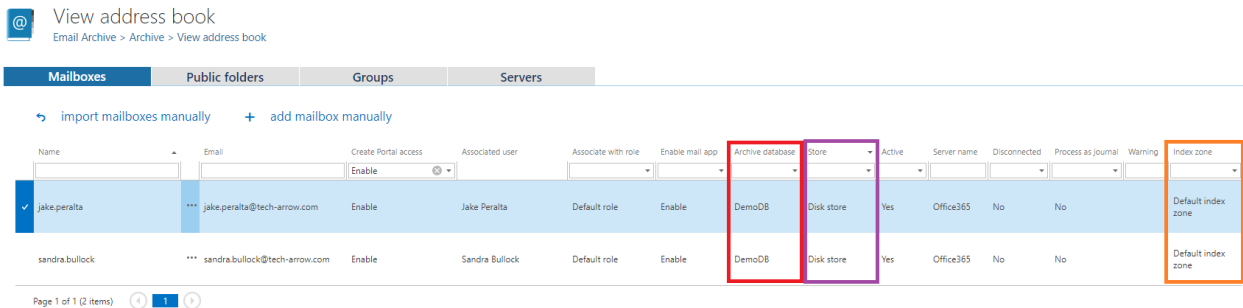 @ View address book
Email Archive > Archive > View address book
Mailboxes Public folders Groups Servers
import mailboxes manually + add mailbox manually
Name Email Create Portal access Associated user Associate with role Enable mail app Archive database Store Active Server name Disconnected Process as journal Warning Index zone
Enable
jake.peralta ••• jake.peralta@tech-arrow.com Enable Jake Peralta Default role Enable DemoDB Disk store Yes Office365 No No Default index zone
sandra.bullock ••• sandra.bullock@tech-arrow.com Enable Sandra Bullock Default role Enable DemoDB Disk store Yes Office365 No No Default index zone
Page 1 of 1 (2 items) 1